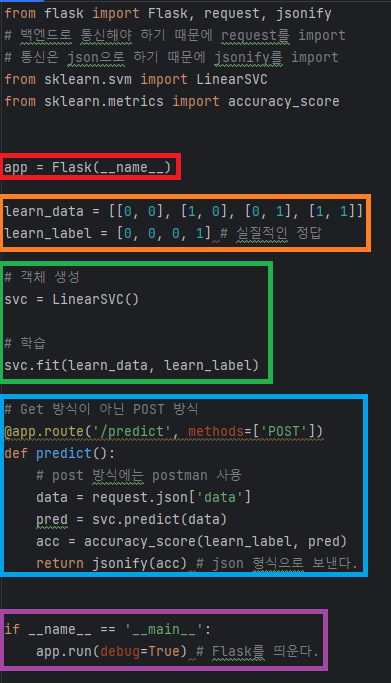 from flask import Flask, request, jsonify
# 백엔드로 통신해야 하기 때문에 request를 import
# 통신은 json으로 하기 때문에 jsonify를 import
from sklearn.svm import LinearSVC
from sklearn.metrics import accuracy_score
app = Flask(__name__)
learn_data = [[0, 0], [1, 0], [0, 1], [1, 1]]
learn_label = [0, 0, 0, 1] # 실질적인 정답
# 객체 생성
svc = LinearSVC()
# 학습
svc.fit(learn_data, learn_label)
# Get 방식이 아닌 POST 방식
@app.route('/predict', methods=['POST'])
def predict():
    # post 방식에는 postman 사용
    data = request.json['data']
    pred = svc.predict(data)
    acc = accuracy_score(learn_label, pred)
    return jsonify(acc) # json 형식으로 보낸다.
if __name__ == '__main__':
    app.run(debug=True) # Flask를 띄운다.